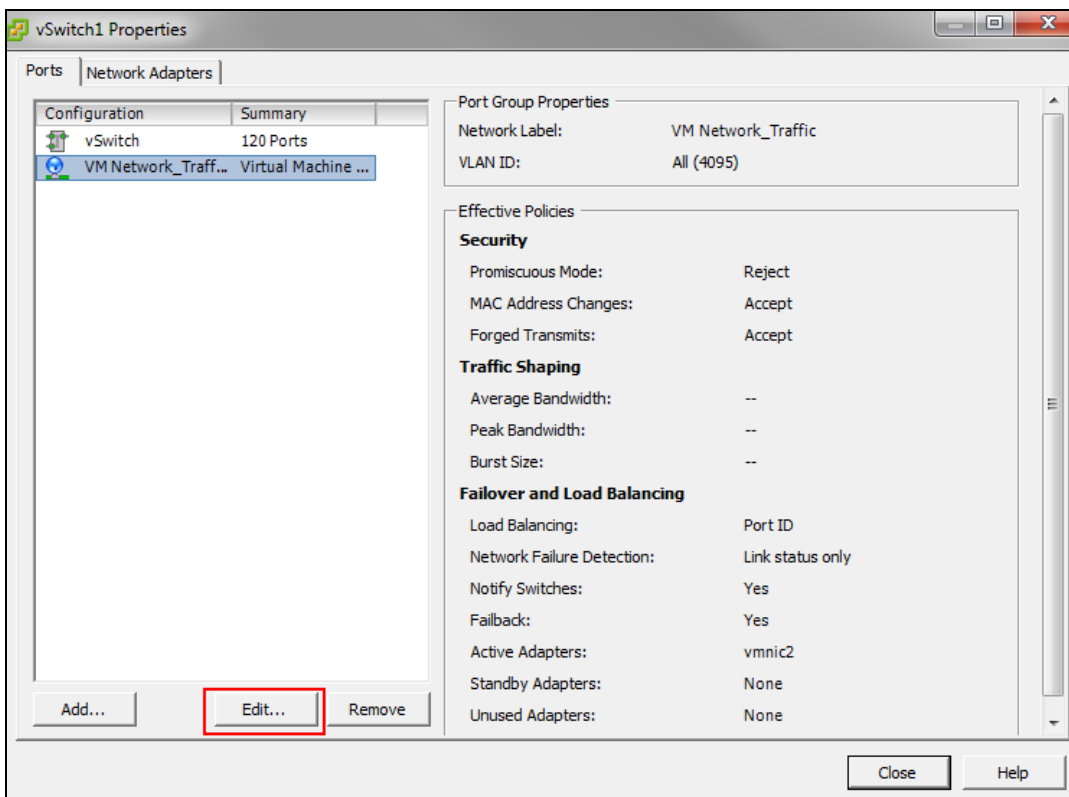 vSwitch1 Properties
Ports
Network Adapters
Configuration Summary
vSwitch 120 Ports
VM Network_Traff... Virtual Machine ...
Add...
Edit...
Remove
Port Group Properties
Network Label: VM Network_Traffic
VLAN ID: All (4095)
Effective Policies
Security
Promiscuous Mode: Reject
MAC Address Changes: Accept
Forged Transmits: Accept
Traffic Shaping
Average Bandwidth: --
Peak Bandwidth: --
Burst Size: --
Failover and Load Balancing
Load Balancing: Port ID
Network Failure Detection: Link status only
Notify Switches: Yes
Failback: Yes
Active Adapters: vmnic2
Standby Adapters: None
Unused Adapters: None
Close
Help